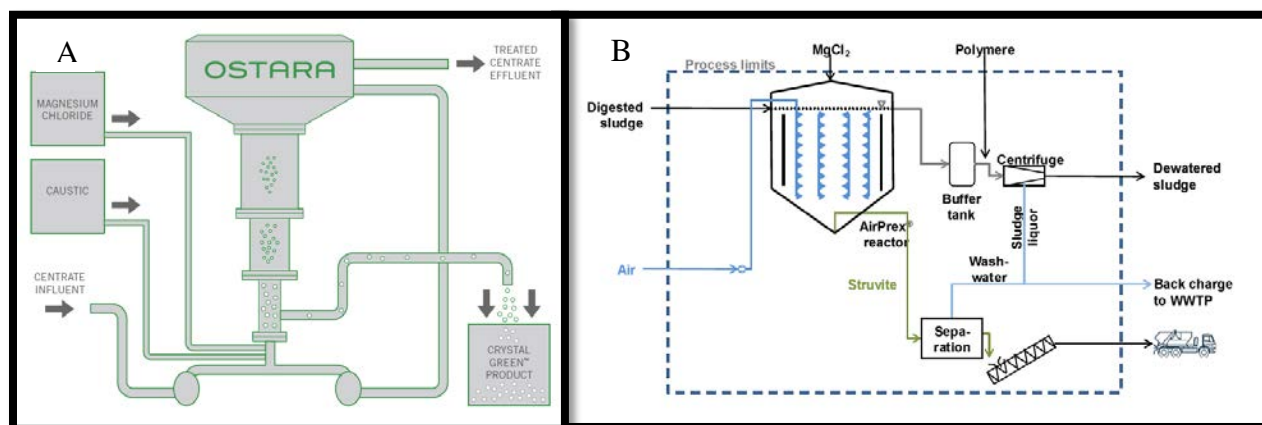 A
OSTARA
TREATED
CENTRATE
EFFLUENT
MAGNESIUM
CHLORIDE
CAUSTIC
CENTRATE
INFLUENT
CRYSTAL
GREEN™
PRODUCT
B
MgCl₂
Polymere
Process limits
Digested
sludge
Centrifuge
Dewatered
sludge
Buffer
tank
AirPrex®
reactor
Sludge
liquor
Air
Wash-
water
Struvite
Back charge
to WWTP
Sepa-
ration